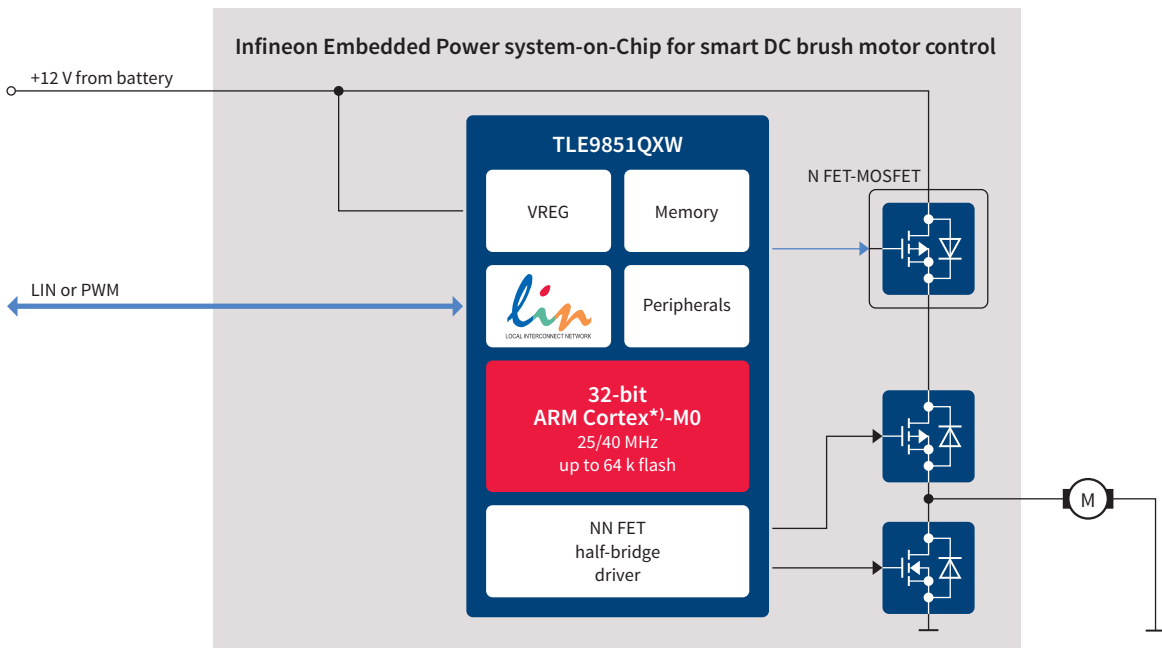 Infineon Embedded Power system-on-Chip for smart DC brush motor control
+12 V from battery
TLE9851QXW
N FET-MOSFET
VREG
Memory
LIN or PWM
lin
LOCAL INTERCONNECT NETWORK
Peripherals
32-bit
ARM Cortex*)-M0
25/40 MHz
up to 64 k flash
NN FET
half-bridge
driver
M